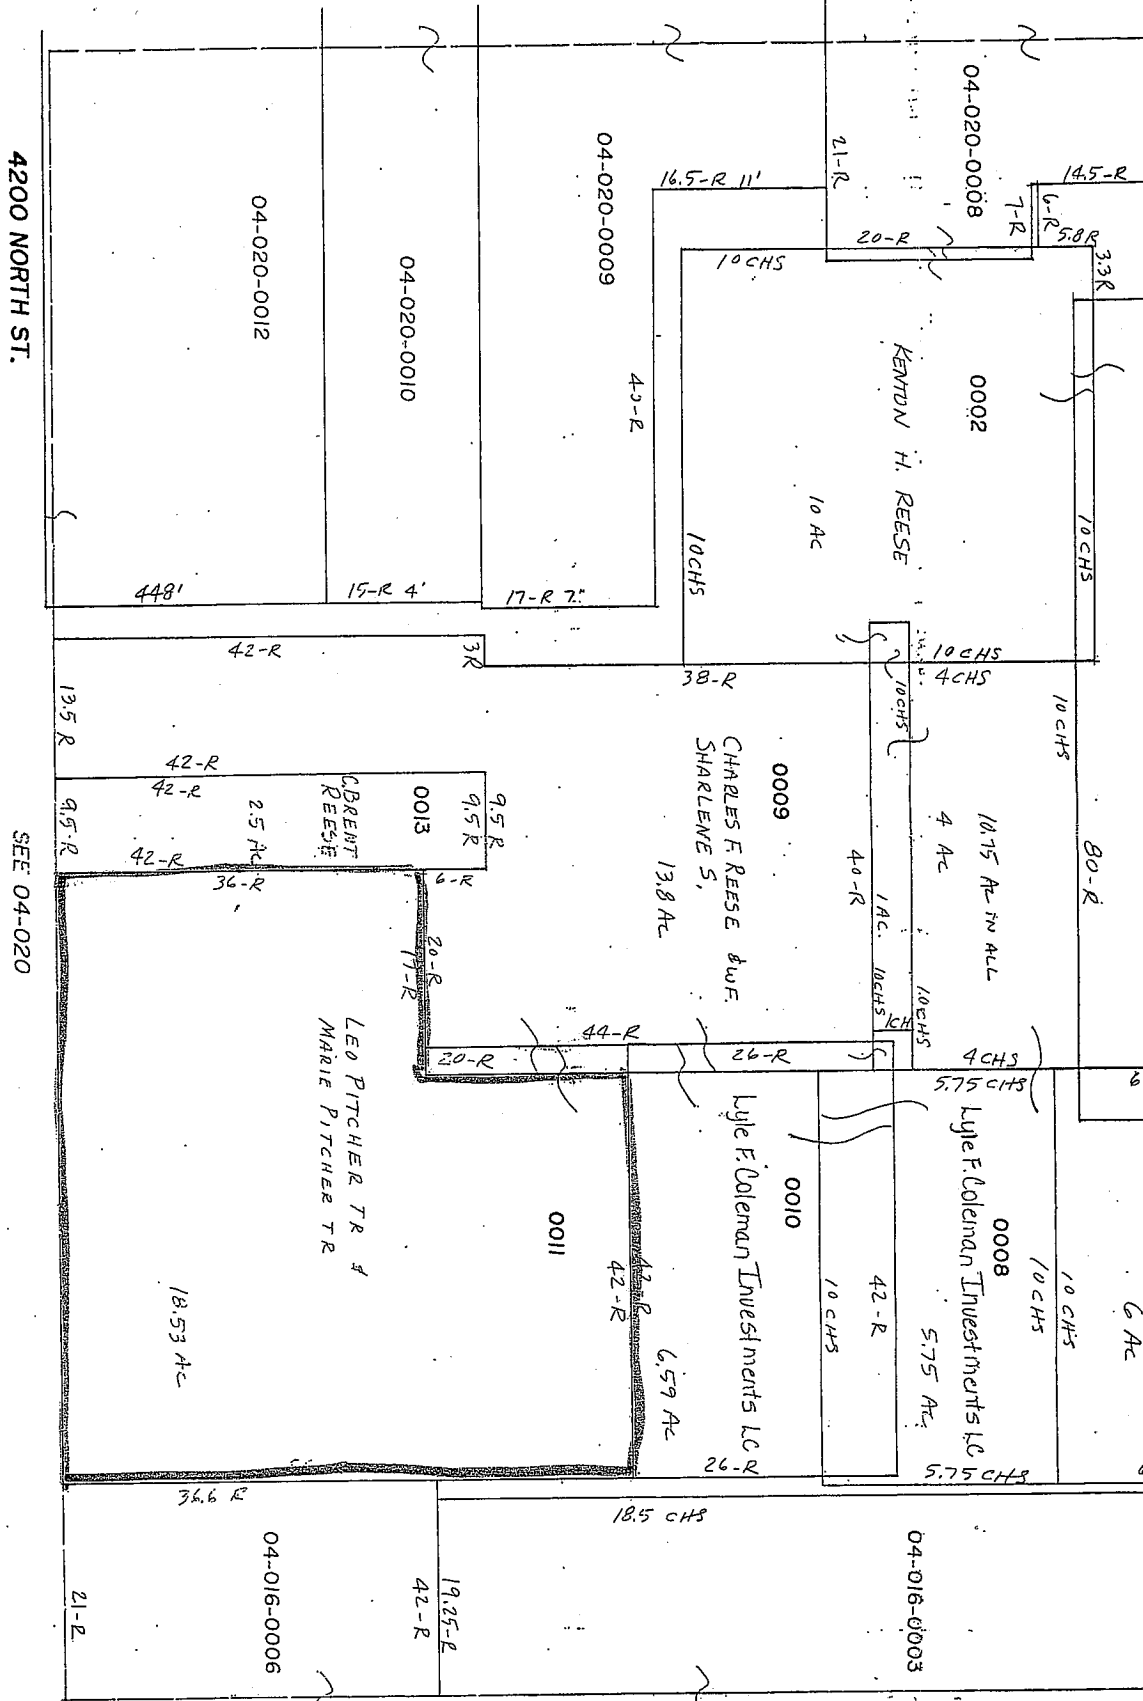 04-020-0008
14.5-R
6-R
7-R
5.8R
3.3R
21-R
20-R
16.5-R 11'
04-020-0009
10 CHS
0002
KENTON H. REESE
10 AC
10 CHS
10 CHS
10 CHS
4 CHS
40-R
04-020-0012
04-020-0010
4200 NORTH ST.
448'
15-R 4'
17-R 7"
42-R
3R
38-R
13.5 R
42-R
42-R
C. BRENT
REESE
0013
2.5 Ac
9.5 R
9.5 R
9.5 R
42-R
36-R
6-R
0009
CHARLES F. REESE & WF.
SHARLENE S.
13.8 Ac
10 CHS
40-R
1 AC.
10 CHS
1CH
10 CHS
4 Ac
10.75 Ac IN ALL
10 CHS
80-R
20-R
17-R
44-R
20-R
26-R
4 CHS
5.75 CHS
6
SEE 04-020
LEO PITCHER TR &
MARIE PITCHER TR
18.53 Ac
0011
42-R
42-R
6.59 Ac
Lyle F. Coleman Investments LC
0010
10 CHS
42-R
0008
Lyle F. Coleman Investments LC
5.75 Ac
10 CHS
10 CHS
6 Ac
26-R
5.75 CHS
36.6 R
18.5 CHS
04-016-0006
21-R
19.25-R
42-R
04-016-0003